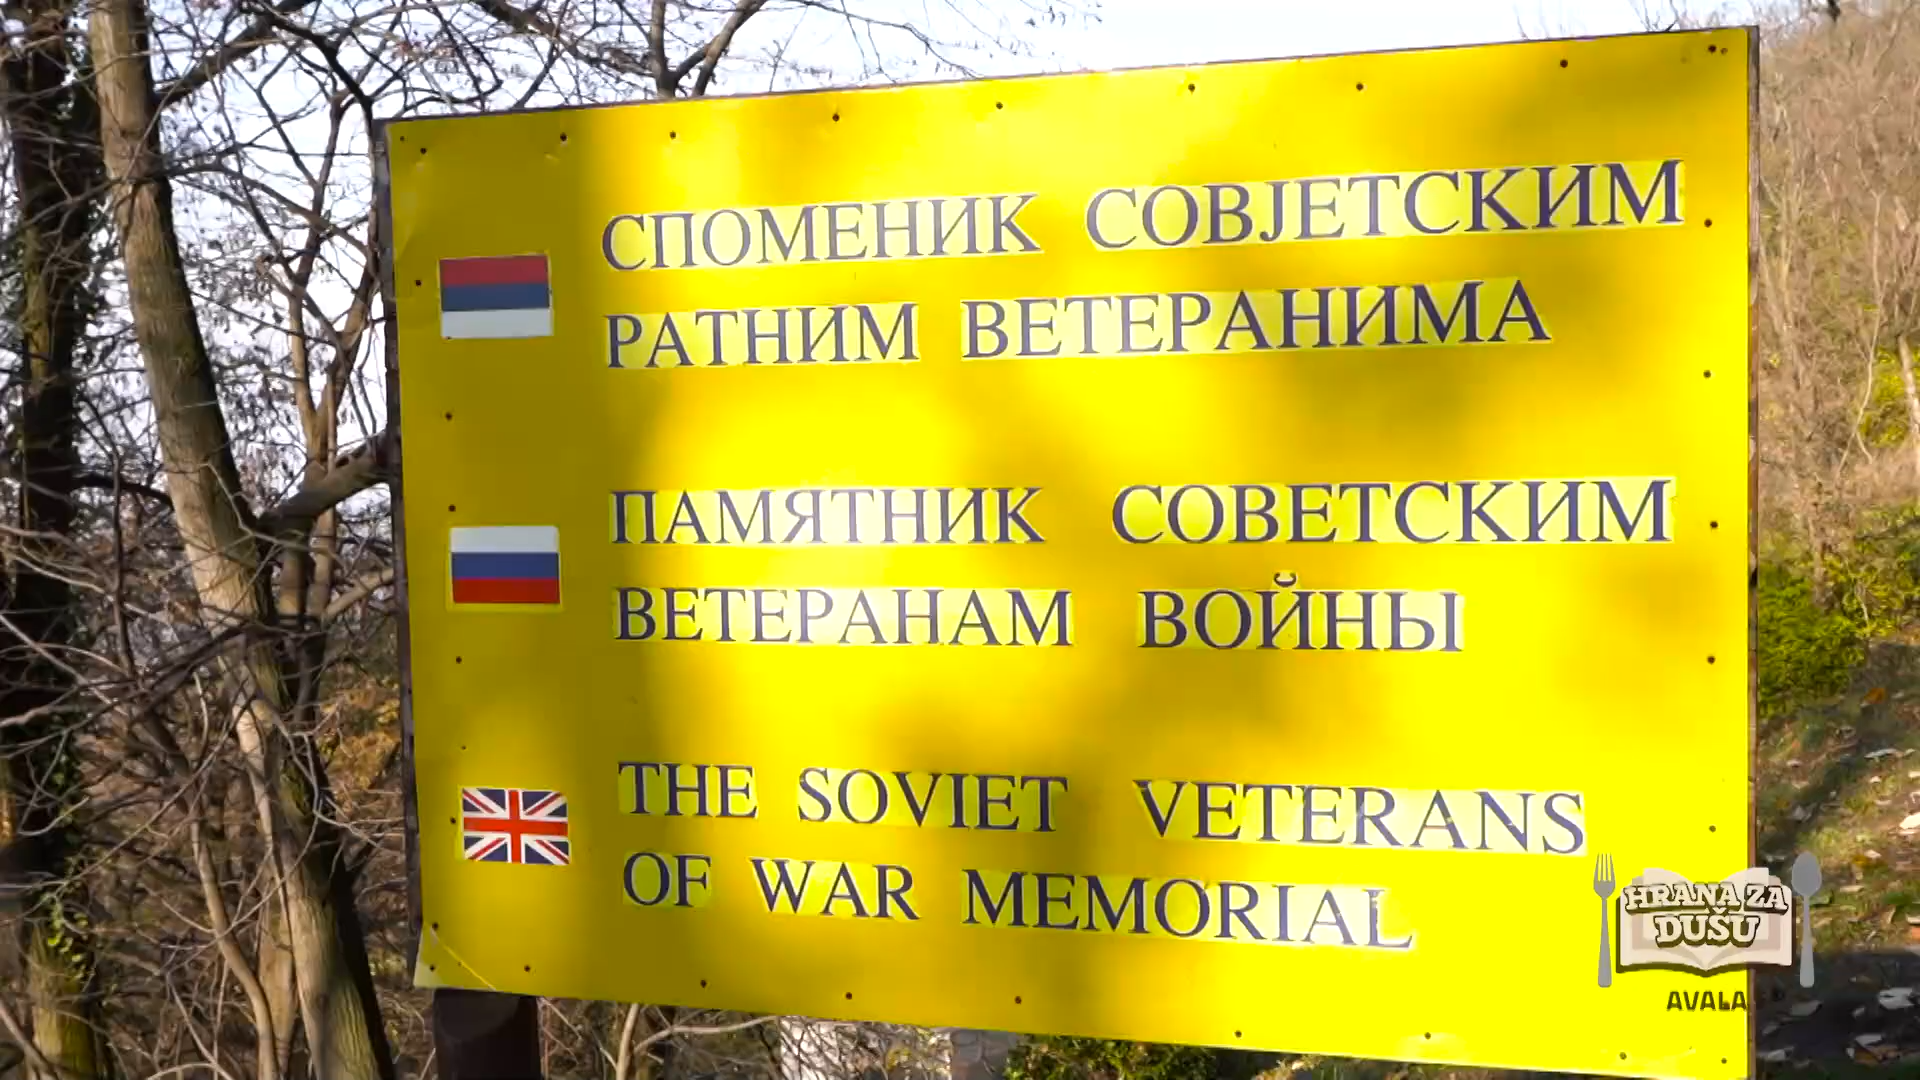 СПОМЕНИК СОВЈЕТСКИМ
РАТНИМ ВЕТЕРАНИМА
ПАМЯТНИК СОВЕТСКИМ
ВЕТЕРАНАМ ВОЙНЫ
THE SOVIET VETERANS
OF WAR MEMORIAL
HRANA ZA
DUŠU
AVALA